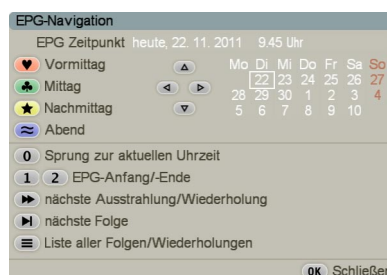 EPG-Navigation
EPG Zeitpunkt heute, 22. 11. 2011 9.45 Uhr
Vormittag
Mittag
Nachmittag
Abend
Mo Di Mi Do Fr Sa So
22 23 24 25 26 27
28 29 30 1 2 3 4
5 6 7 8 9 10
0 Sprung zur aktuellen Uhrzeit
1 2 EPG-Anfang/-Ende
nächste Ausstrahlung/Wiederholung
nächste Folge
Liste aller Folgen/Wiederholungen
OK Schließen